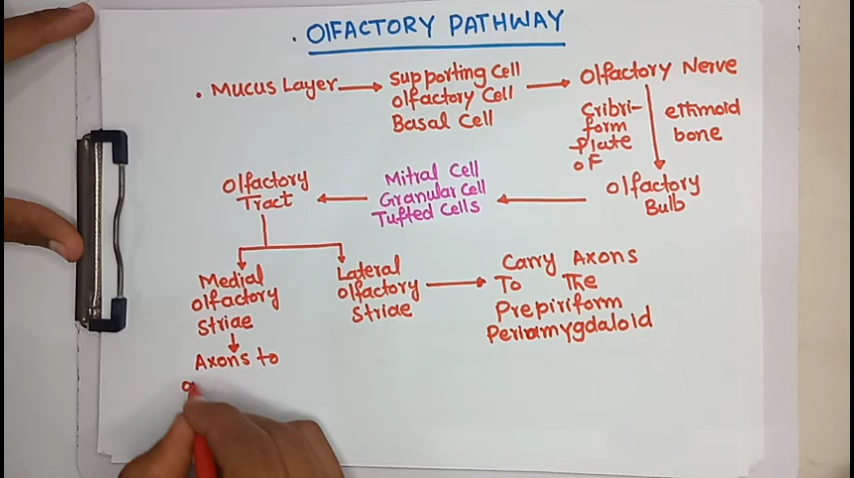 . OLFACTORY PATHWAY
. Mucus Layer → Supporting Cell
Olfactory Cell
Basal Cell
→ Olfactory Nerve
Cribri-
form
Plate
of
ethmoid
bone
Olfactory
Bulb
Mitral Cell
Granular Cell
Tufted Cells
Olfactory
Tract
Medial
Olfactory
Striae
Lateral
Olfactory
Striae
Carry Axons
To The
Prepiriform
Periamygdaloid
Axons to